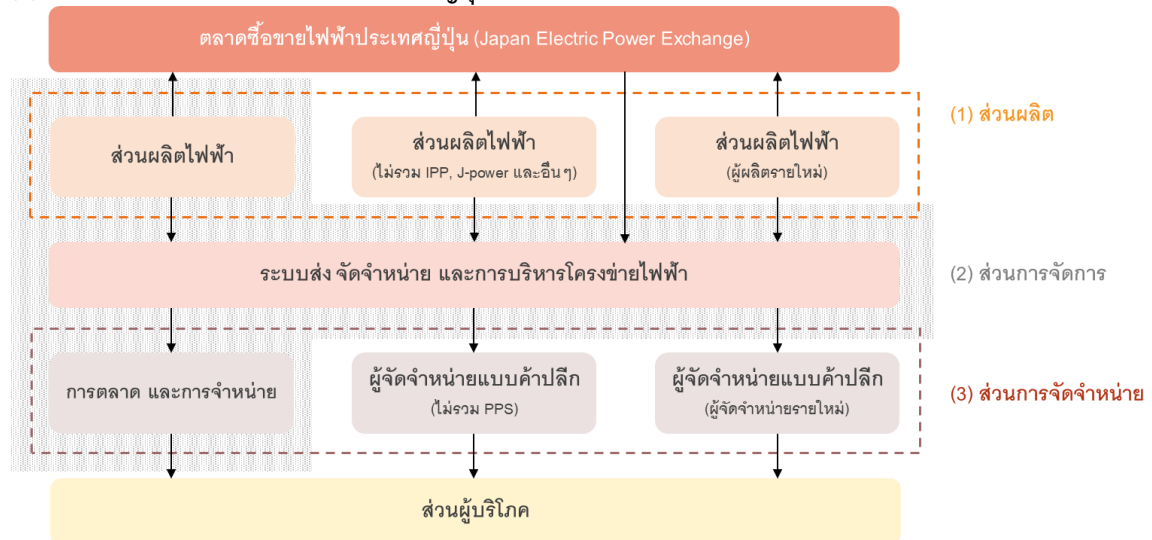 ตลาดซื้อขายไฟฟ้าประเทศญี่ปุ่น (Japan Electric Power Exchange)
(1) ส่วนผลิต
ส่วนผลิตไฟฟ้า
ส่วนผลิตไฟฟ้า
(ไม่รวม IPP, J-power และอื่นๆ)
ส่วนผลิตไฟฟ้า
(ผู้ผลิตรายใหม่)
ระบบส่ง จัดจำหน่าย และการบริหารโครงข่ายไฟฟ้า
(2) ส่วนการจัดการ
การตลาด และการจำหน่าย
ผู้จัดจำหน่ายแบบค้าปลีก
(ไม่รวม PPS)
ผู้จัดจำหน่ายแบบค้าปลีก
(ผู้จัดจำหน่ายรายใหม่)
(3) ส่วนการจัดจำหน่าย
ส่วนผู้บริโภค